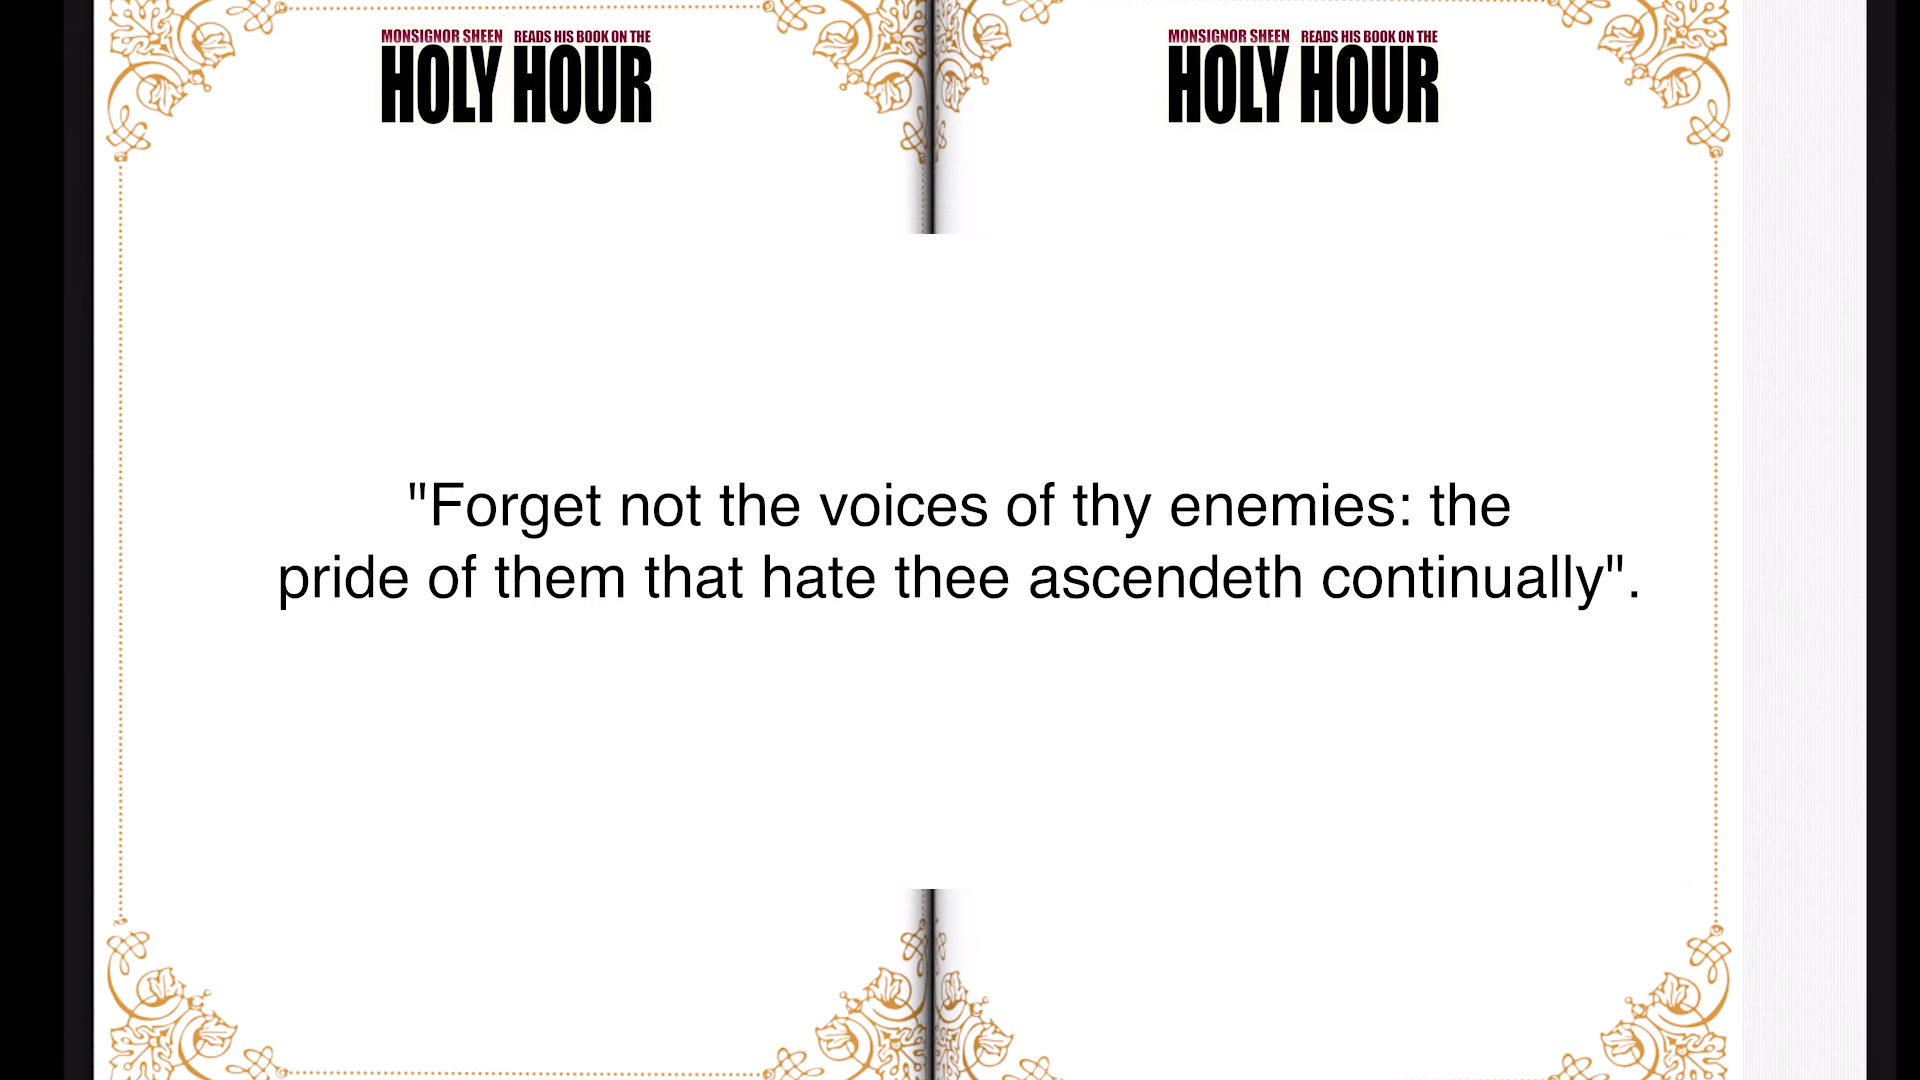 MONSIGNOR SHEEN READS HIS BOOK ON THE
HOLY HOUR
MONSIGNOR SHEEN READS HIS BOOK ON THE
HOLY HOUR
"Forget not the voices of thy enemies: the
pride of them that hate thee ascendeth continually".